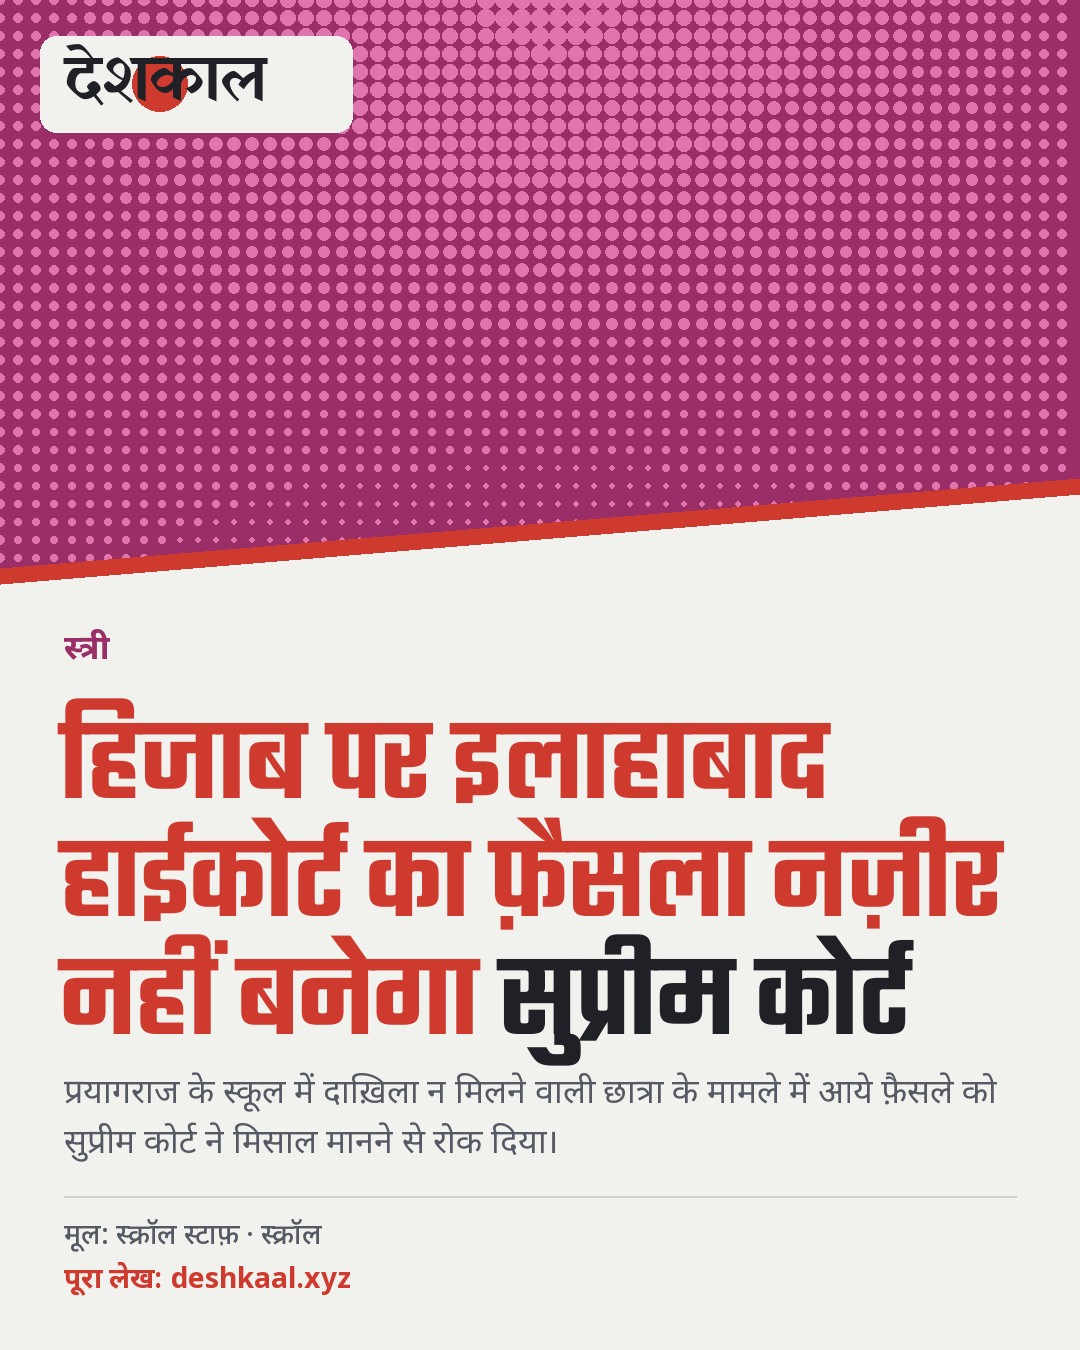 देशकाल
स्त्री
हिजाब पर इलाहाबाद
हाईकोर्ट का फ़ैसला नज़ीर
नहीं बनेगा सुप्रीम कोर्ट
प्रयागराज के स्कूल में दाख़िला न मिलने वाली छात्रा के मामले में आये फ़ैसले को
सुप्रीम कोर्ट ने मिसाल मानने से रोक दिया।
मूल: स्क्रॉल स्टाफ़ · स्क्रॉल
पूरा लेख: deshkaal.xyz